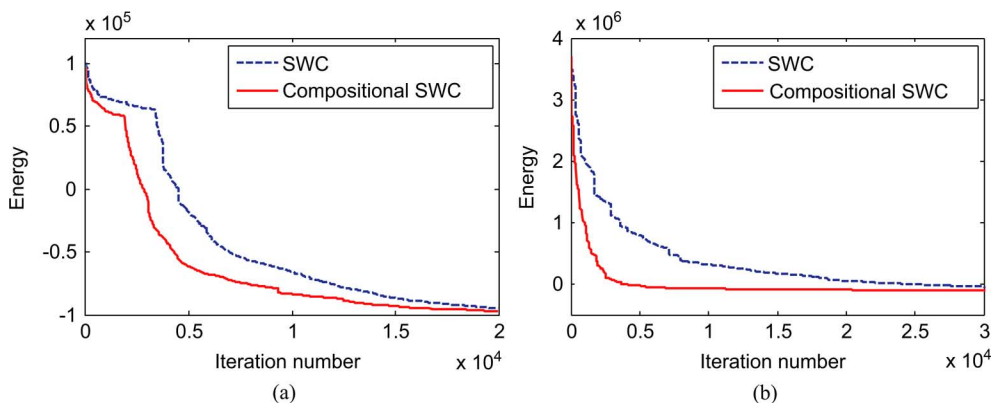 x 10^5
1
0.5
0
-0.5
-1
Energy
SWC
Compositional SWC
0
0.5
1
1.5
2
Iteration number
x 10^4
(a)
x 10^6
4
3
2
1
0
Energy
SWC
Compositional SWC
0
0.5
1
1.5
2
2.5
3
Iteration number
x 10^4
(b)